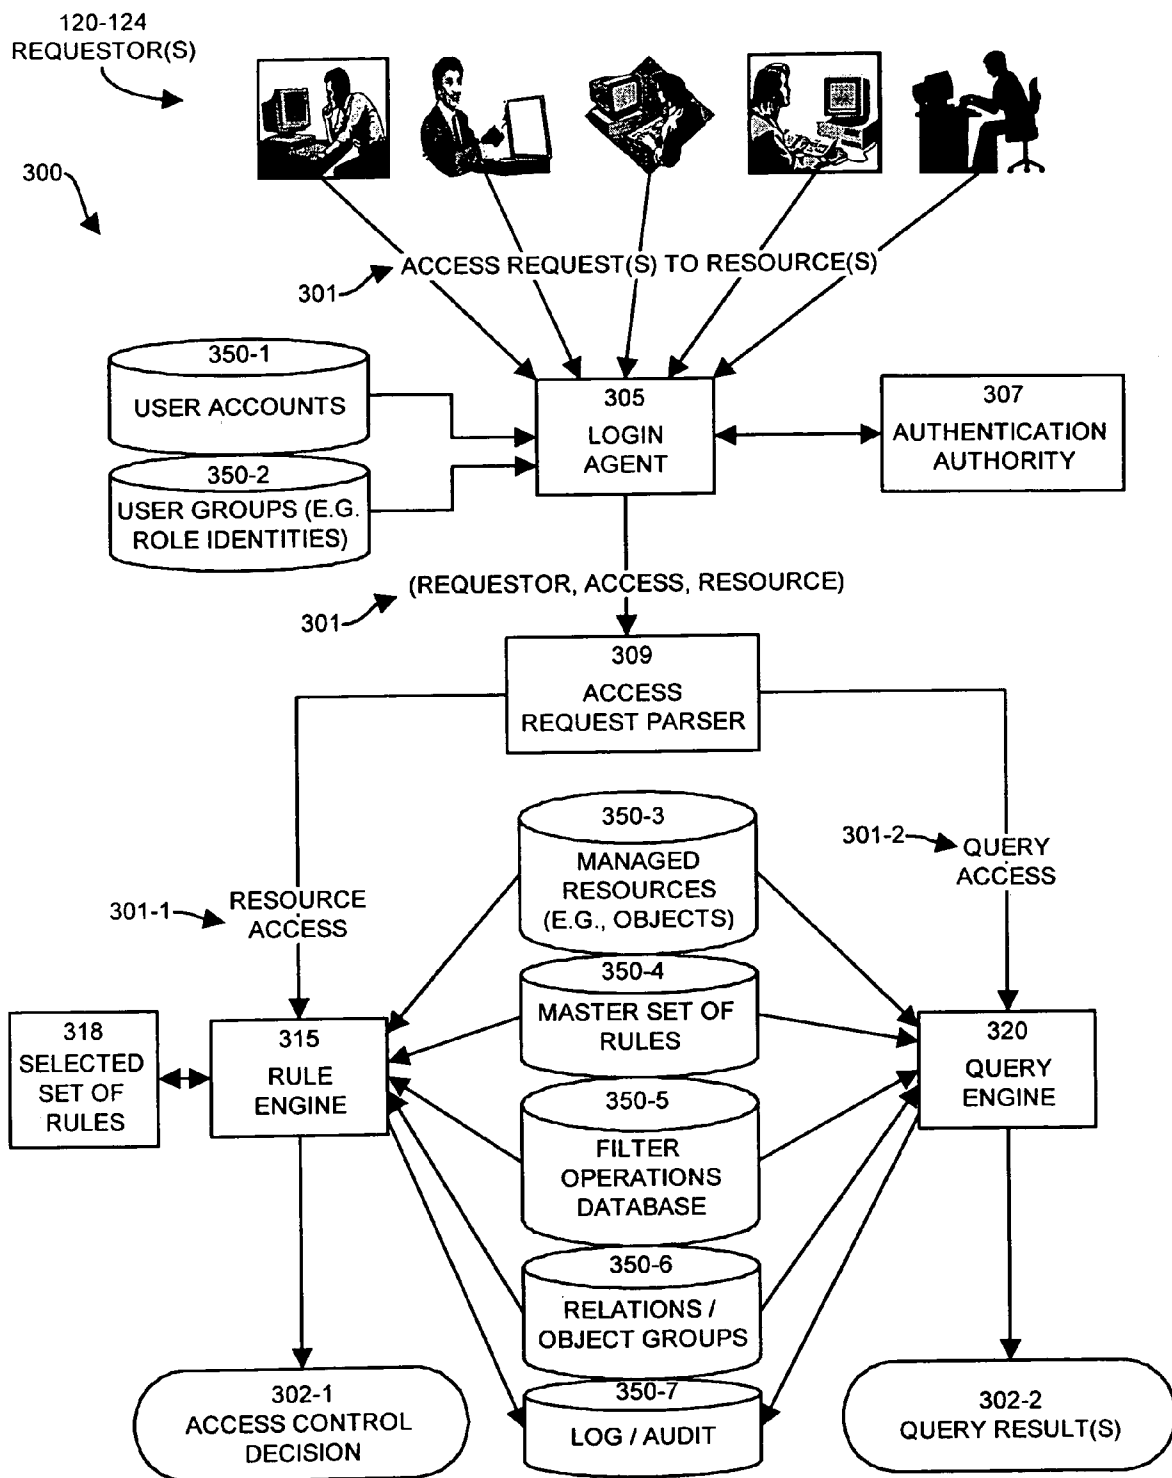 120-124
REQUESTOR(S)
300
301
ACCESS REQUEST(S) TO RESOURCE(S)
350-1
USER ACCOUNTS
350-2
USER GROUPS (E.G.
ROLE IDENTITIES)
305
LOGIN
AGENT
307
AUTHENTICATION
AUTHORITY
301
(REQUESTOR, ACCESS, RESOURCE)
309
ACCESS
REQUEST PARSER
301-1
RESOURCE
ACCESS
350-3
MANAGED
RESOURCES
(E.G., OBJECTS)
301-2
QUERY
ACCESS
318
SELECTED
SET OF
RULES
315
RULE
ENGINE
350-4
MASTER SET OF
RULES
320
QUERY
ENGINE
350-5
FILTER
OPERATIONS
DATABASE
350-6
RELATIONS /
OBJECT GROUPS
350-7
LOG / AUDIT
302-1
ACCESS CONTROL
DECISION
302-2
QUERY RESULT(S)